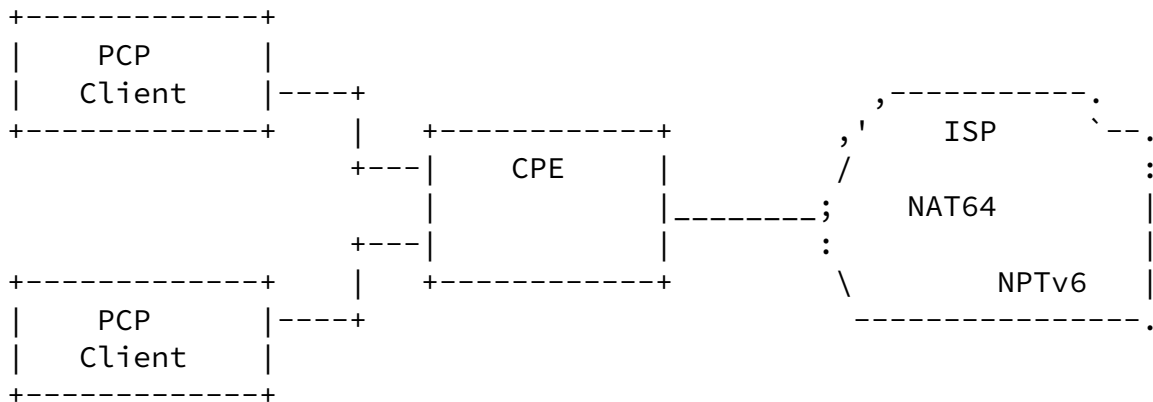 PCP
Client
ISP
CPE
NAT64
NPTv6
PCP
Client